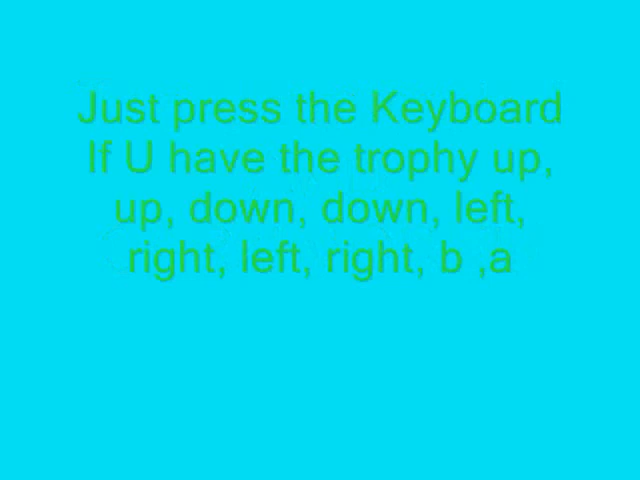 Just press the Keyboard
If U have the trophy up,
up, down, down, left,
right, left, right, b ,a